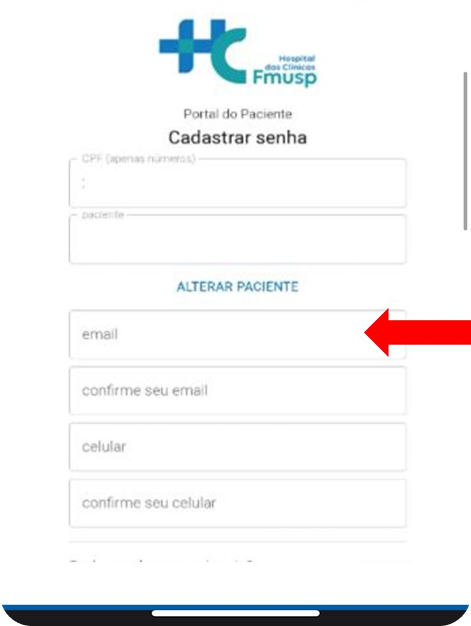 Hospital
das Clínicas
Fmusp
Portal do Paciente
Cadastrar senha
CPF (apenas números)
:
paciente
ALTERAR PACIENTE
email
confirme seu email
celular
confirme seu celular